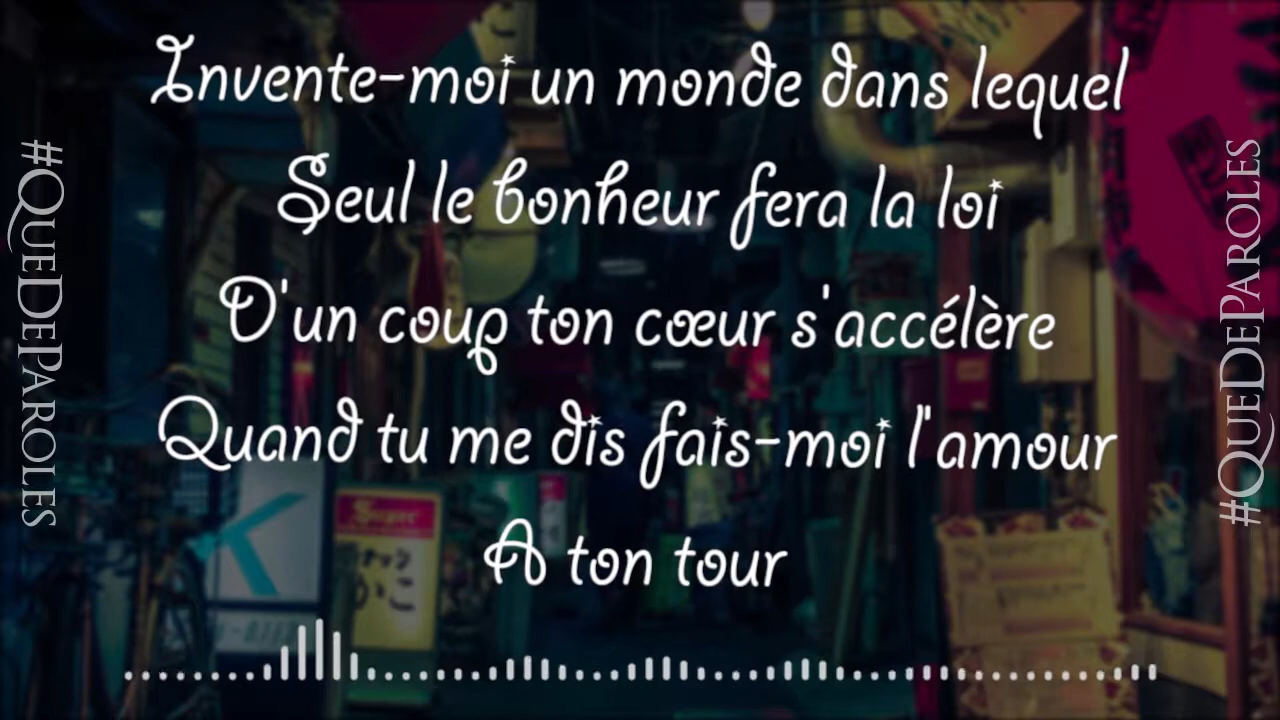 Invente-moi un monde dans lequel
Seul le bonheur fera la loi
D'un coup ton cœur s'accélère
Quand tu me dis fais-moi l'amour
A ton tour
#QueDeParoles
#QueDeParoles
Super